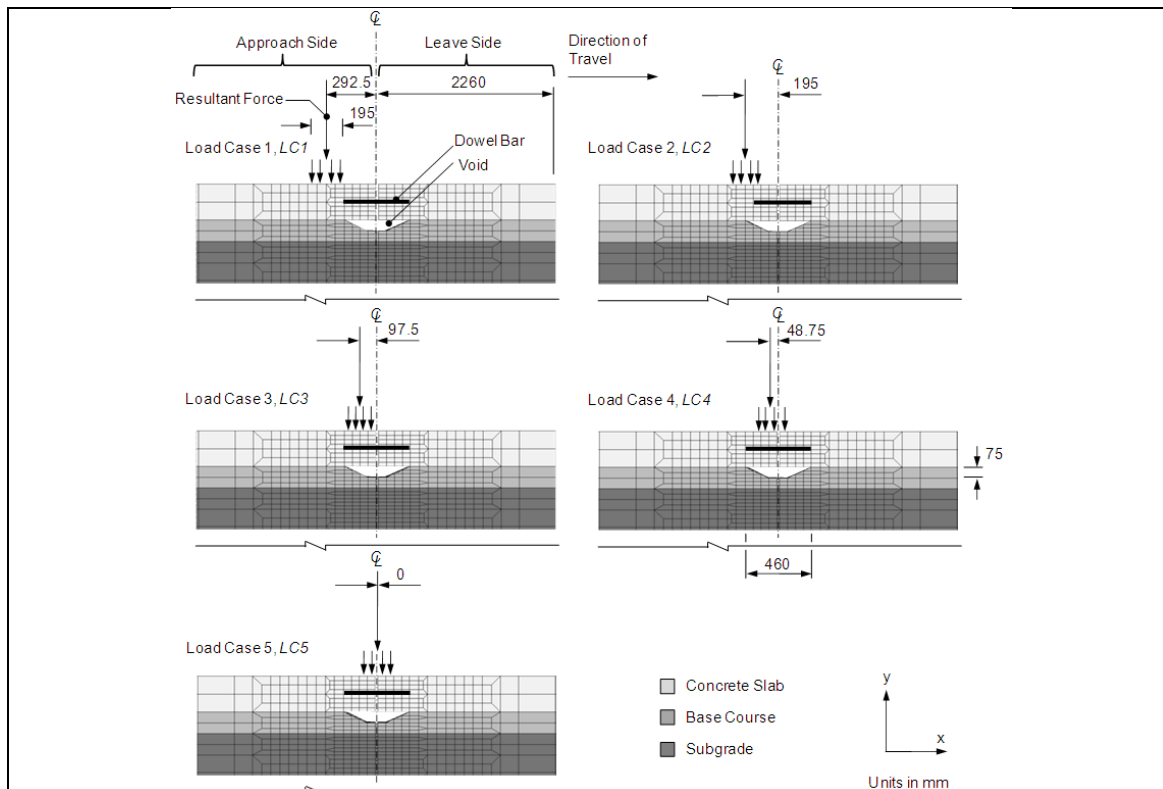 ℄
Approach Side
Leave Side
Direction of
Travel
℄
292.5
2260
195
Resultant Force
195
Dowel Bar
Load Case 1, LC1
Void
Load Case 2, LC2
℄
℄
97.5
48.75
Load Case 3, LC3
Load Case 4, LC4
75
℄
460
0
Load Case 5, LC5
Concrete Slab
y
Base Course
Subgrade
x
Units in mm